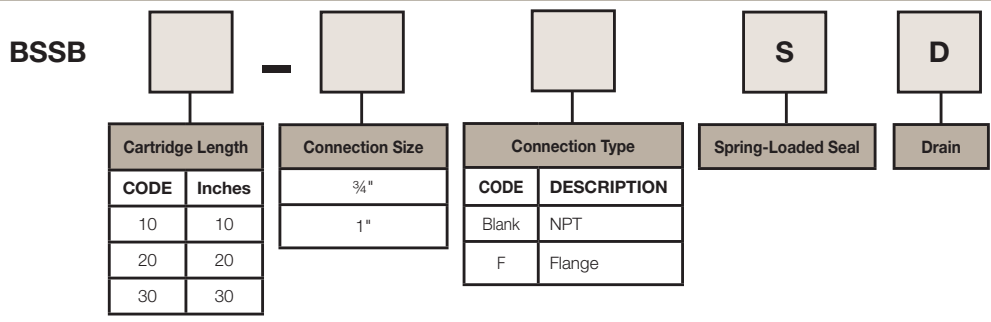 BSSB – S D
Cartridge Length
CODE Inches
10 10
20 20
30 30
Connection Size
¾"
1"
Connection Type
CODE DESCRIPTION
Blank NPT
F Flange
Spring-Loaded Seal
Drain